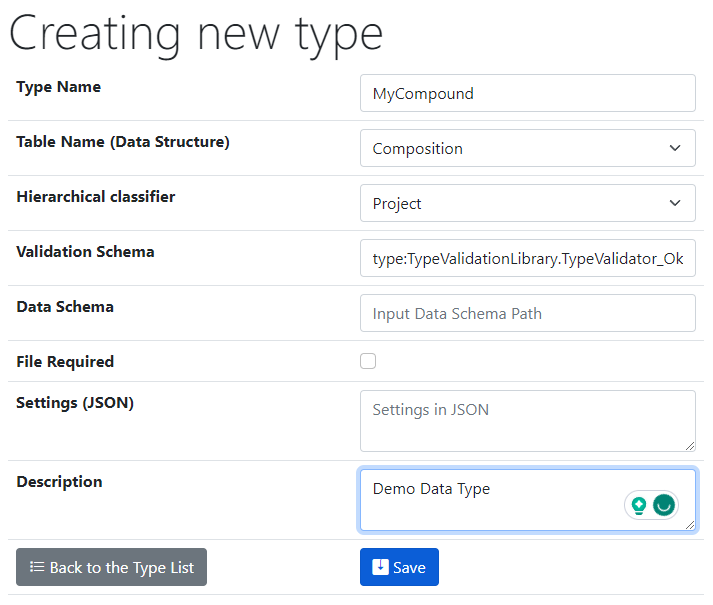 Creating new type
Type Name
MyCompound
Table Name (Data Structure)
Composition
Hierarchical classifier
Project
Validation Schema
type:TypeValidationLibrary.TypeValidator_Ok
Data Schema
Input Data Schema Path
File Required
Settings (JSON)
Settings in JSON
Description
Demo Data Type
Back to the Type List
Save